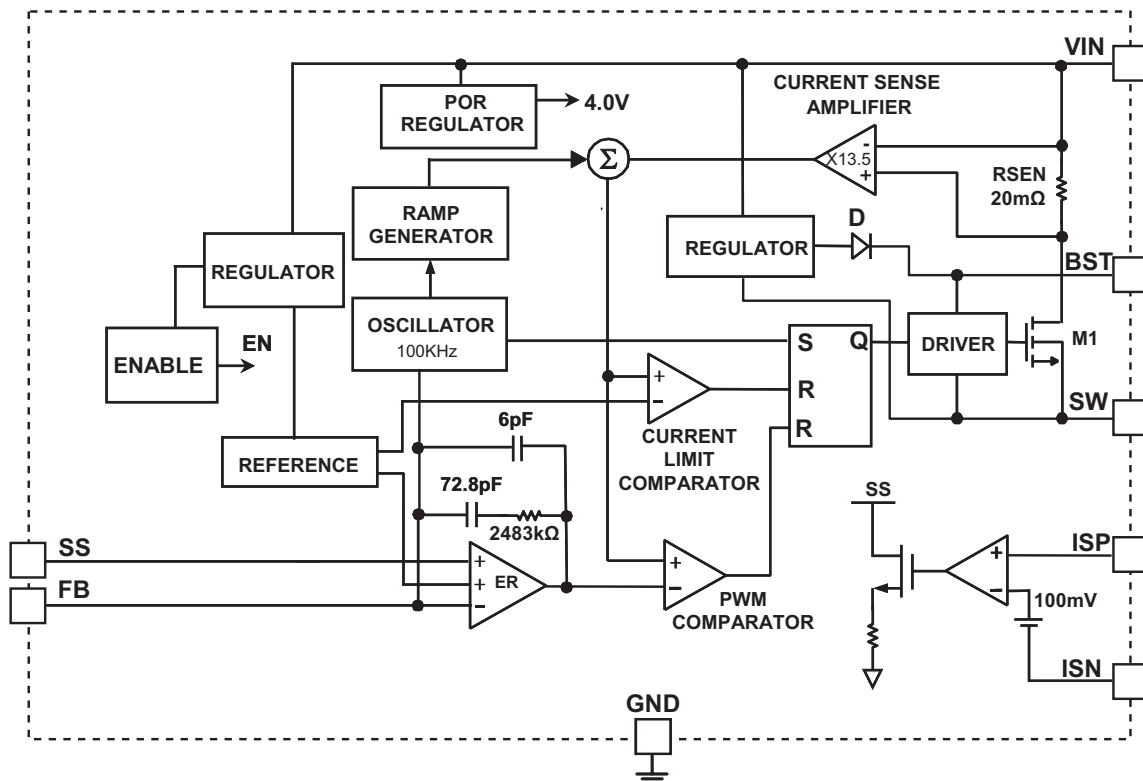 VIN
CURRENT SENSE
AMPLIFIER
POR
REGULATOR
4.0V
Σ
X13.5
-
+
RSEN
20mΩ
RAMP
GENERATOR
D
REGULATOR
REGULATOR
BST
OSCILLATOR
100KHz
EN
ENABLE
S
Q
R
R
DRIVER
M1
SW
+
-
CURRENT
LIMIT
COMPARATOR
6pF
REFERENCE
72.8pF
2483kΩ
SS
SS
FB
+
+
-
ER
+
-
PWM
COMPARATOR
ISP
+
-
100mV
ISN
GND